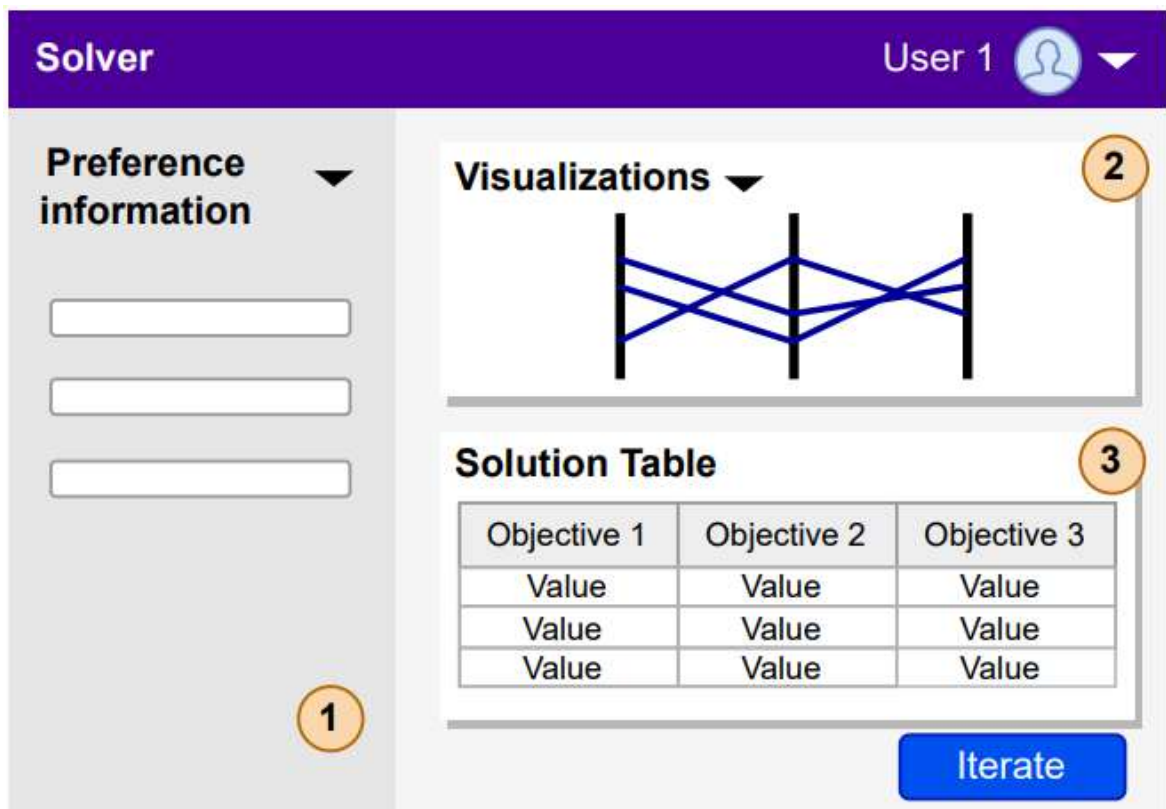 Solver
User 1
Preference
information
1
Visualizations
2
Solution Table
3
Objective 1 Objective 2 Objective 3
Value Value Value
Value Value Value
Value Value Value
Iterate